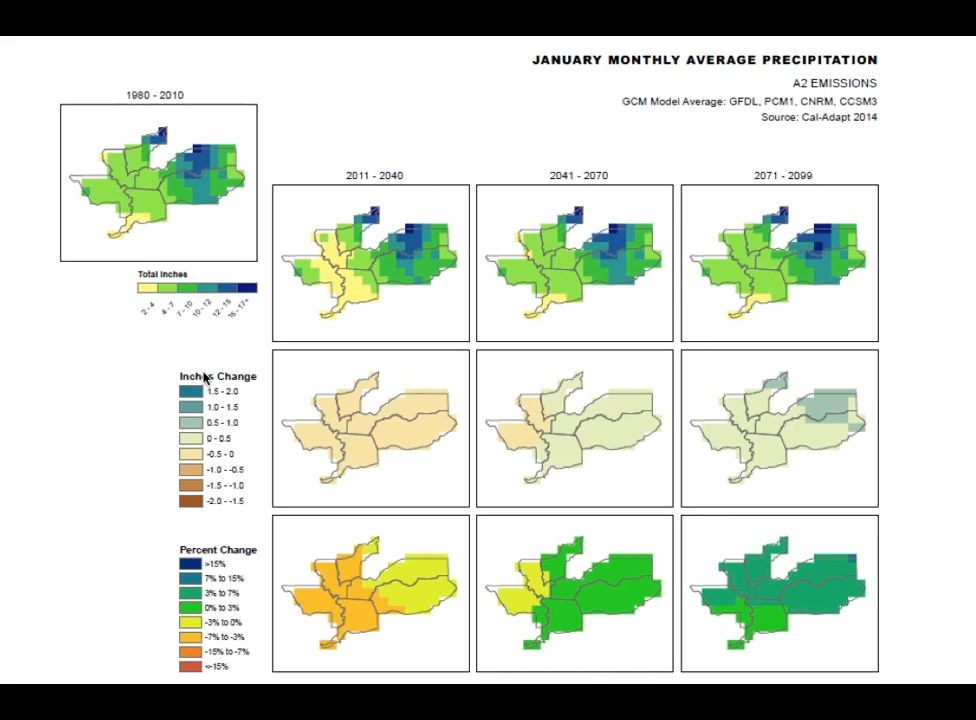 JANUARY MONTHLY AVERAGE PRECIPITATION
A2 EMISSIONS
GCM Model Average: GFDL, PCM1, CNRM, CCSM3
Source: Cal-Adapt 2014
1980 - 2010
2011 - 2040
2041 - 2070
2071 - 2099
Total Inches
2 - 4
4 - 7
7 - 10
10 - 12
12 - 15
15 - 17+
Inches Change
1.5 - 2.0
1.0 - 1.5
0.5 - 1.0
0 - 0.5
-0.5 - 0
-1.0 - -0.5
-1.5 - -1.0
-2.0 - -1.5
Percent Change
>15%
7% to 15%
3% to 7%
0% to 3%
-3% to 0%
-7% to -3%
-15% to -7%
<-15%